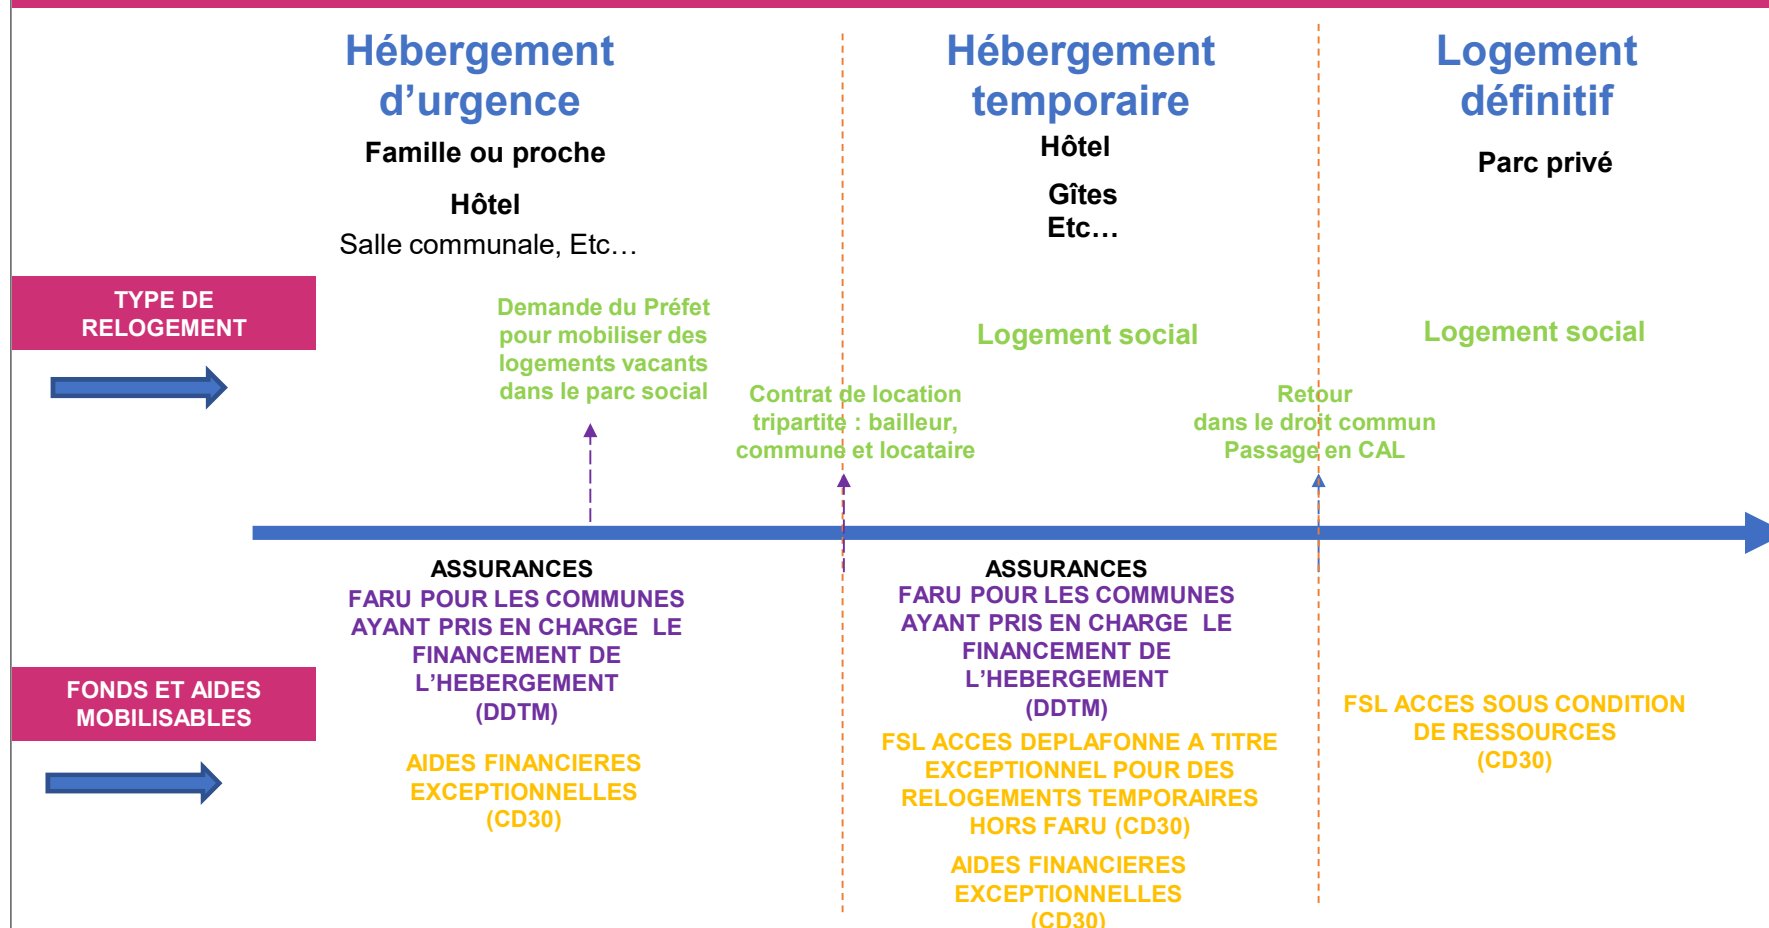 Hébergement
d’urgence
Famille ou proche
Hôtel
Salle communale, Etc…
Hébergement
temporaire
Hôtel
Gîtes
Etc…
Logement
définitif
Parc privé
TYPE DE
RELOGEMENT
Demande du Préfet
pour mobiliser des
logements vacants
dans le parc social
Contrat de location
tripartite : bailleur,
commune et locataire
Logement social
Retour
dans le droit commun
Passage en CAL
Logement social
FONDS ET AIDES
MOBILISABLES
ASSURANCES
FARU POUR LES COMMUNES
AYANT PRIS EN CHARGE LE
FINANCEMENT DE
L’HEBERGEMENT
(DDTM)
AIDES FINANCIERES
EXCEPTIONNELLES
(CD30)
ASSURANCES
FARU POUR LES COMMUNES
AYANT PRIS EN CHARGE LE
FINANCEMENT DE
L’HEBERGEMENT
(DDTM)
FSL ACCES DEPLAFONNE A TITRE
EXCEPTIONNEL POUR DES
RELOGEMENTS TEMPORAIRES
HORS FARU (CD30)
AIDES FINANCIERES
EXCEPTIONNELLES
(CD30)
FSL ACCES SOUS CONDITION
DE RESSOURCES
(CD30)